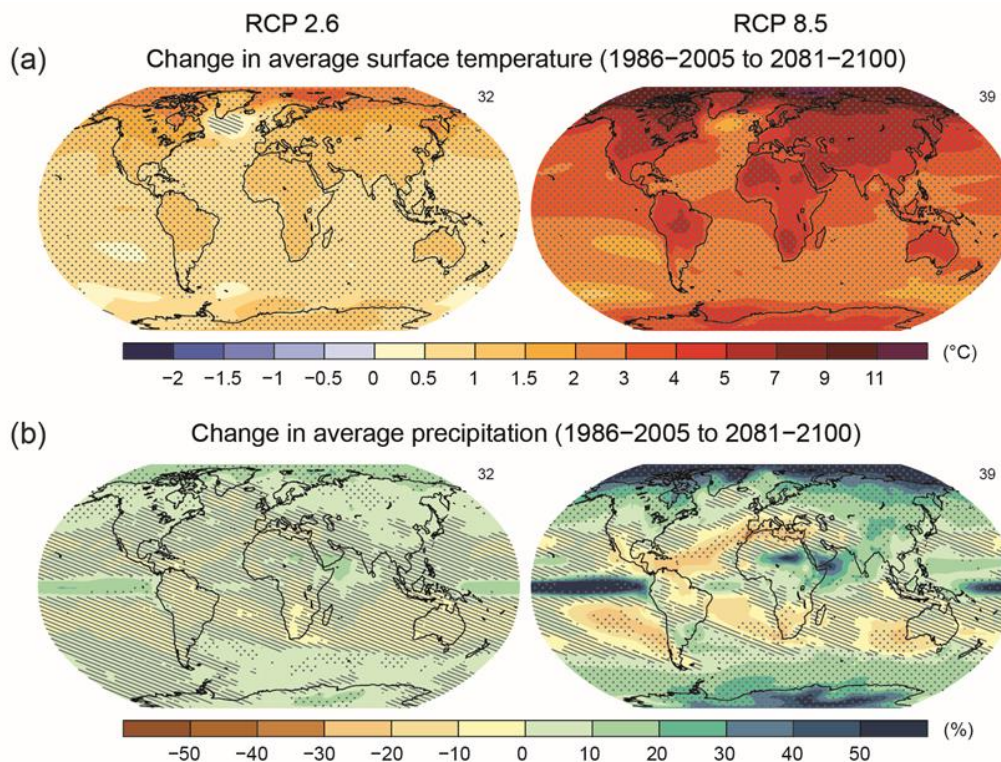 RCP 2.6 RCP 8.5
(a) Change in average surface temperature (1986−2005 to 2081−2100)
32 39
−2 −1.5 −1 −0.5 0 0.5 1 1.5 2 3 4 5 7 9 11 (°C)
(b) Change in average precipitation (1986−2005 to 2081−2100)
32 39
−50 −40 −30 −20 −10 0 10 20 30 40 50 (%)